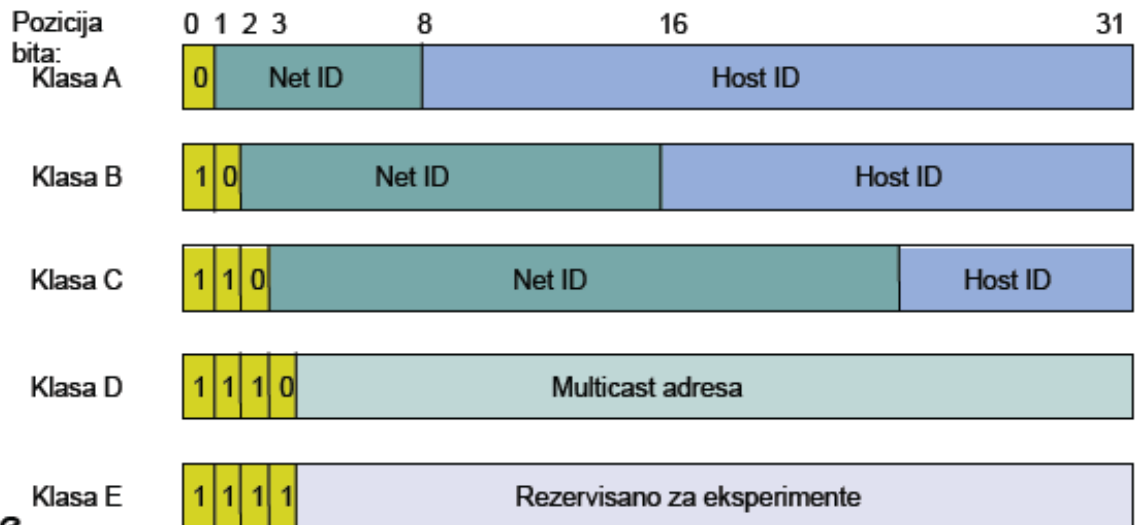 Pozicija bita: 0 1 2 3 8 16 31
Klasa A 0 Net ID Host ID
Klasa B 1 0 Net ID Host ID
Klasa C 1 1 0 Net ID Host ID
Klasa D 1 1 1 0 Multicast adresa
Klasa E 1 1 1 1 Rezervisano za eksperimente